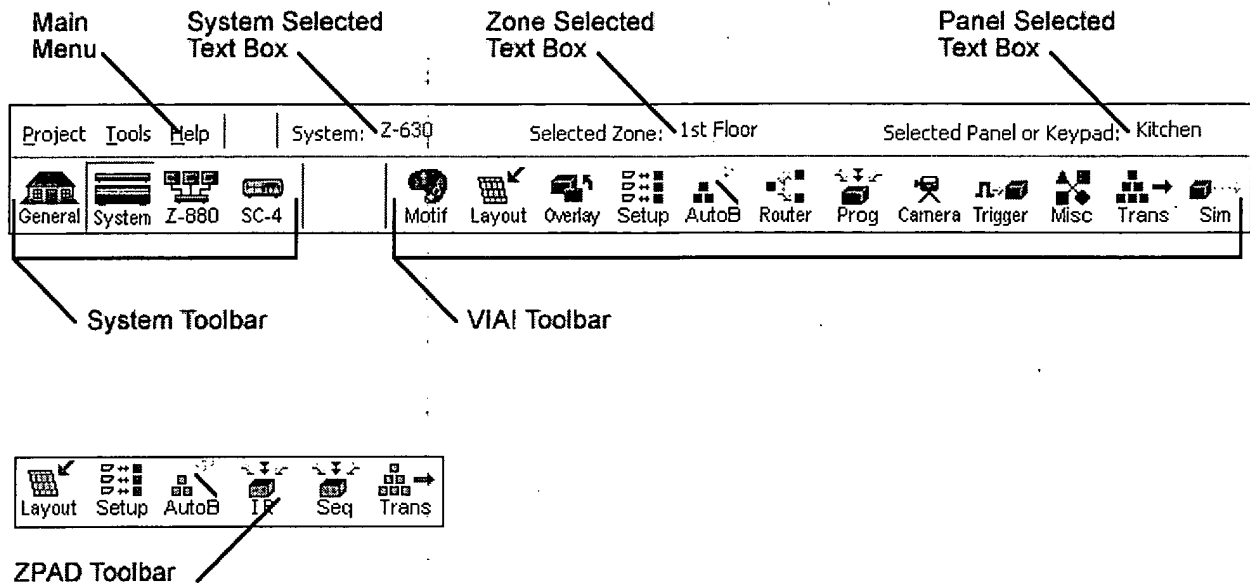 Main Menu
System Selected Text Box
Zone Selected Text Box
Panel Selected Text Box
Project Tools Help System: Z-630 Selected Zone: 1st Floor Selected Panel or Keypad: Kitchen
General System Z-880 SC-4 Motif Layout Overlay Setup AutoB Router Prog Camera Trigger Misc Trans Sim
System Toolbar
VIA! Toolbar
Layout Setup AutoB IR Seq Trans
ZPAD Toolbar